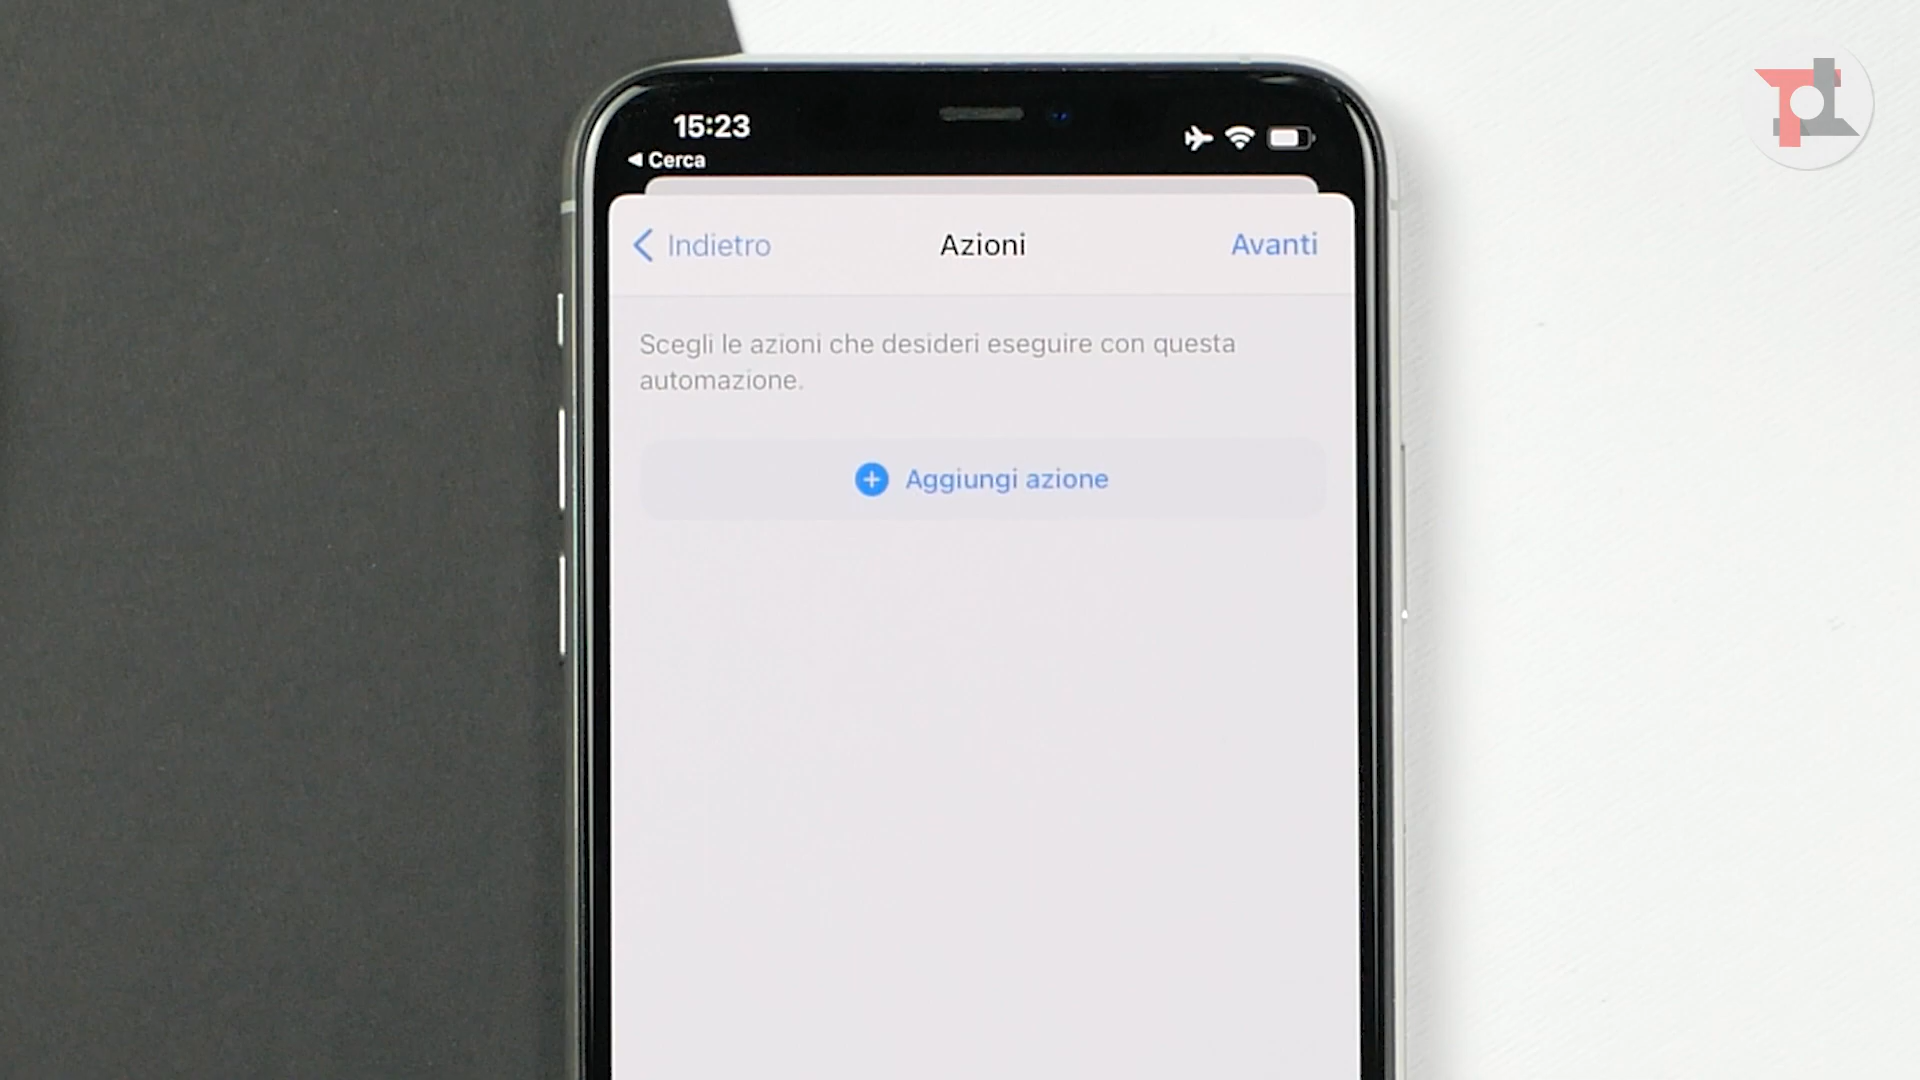 15:23
◀ Cerca
Indietro
Azioni
Avanti
Scegli le azioni che desideri eseguire con questa
automazione.
Aggiungi azione